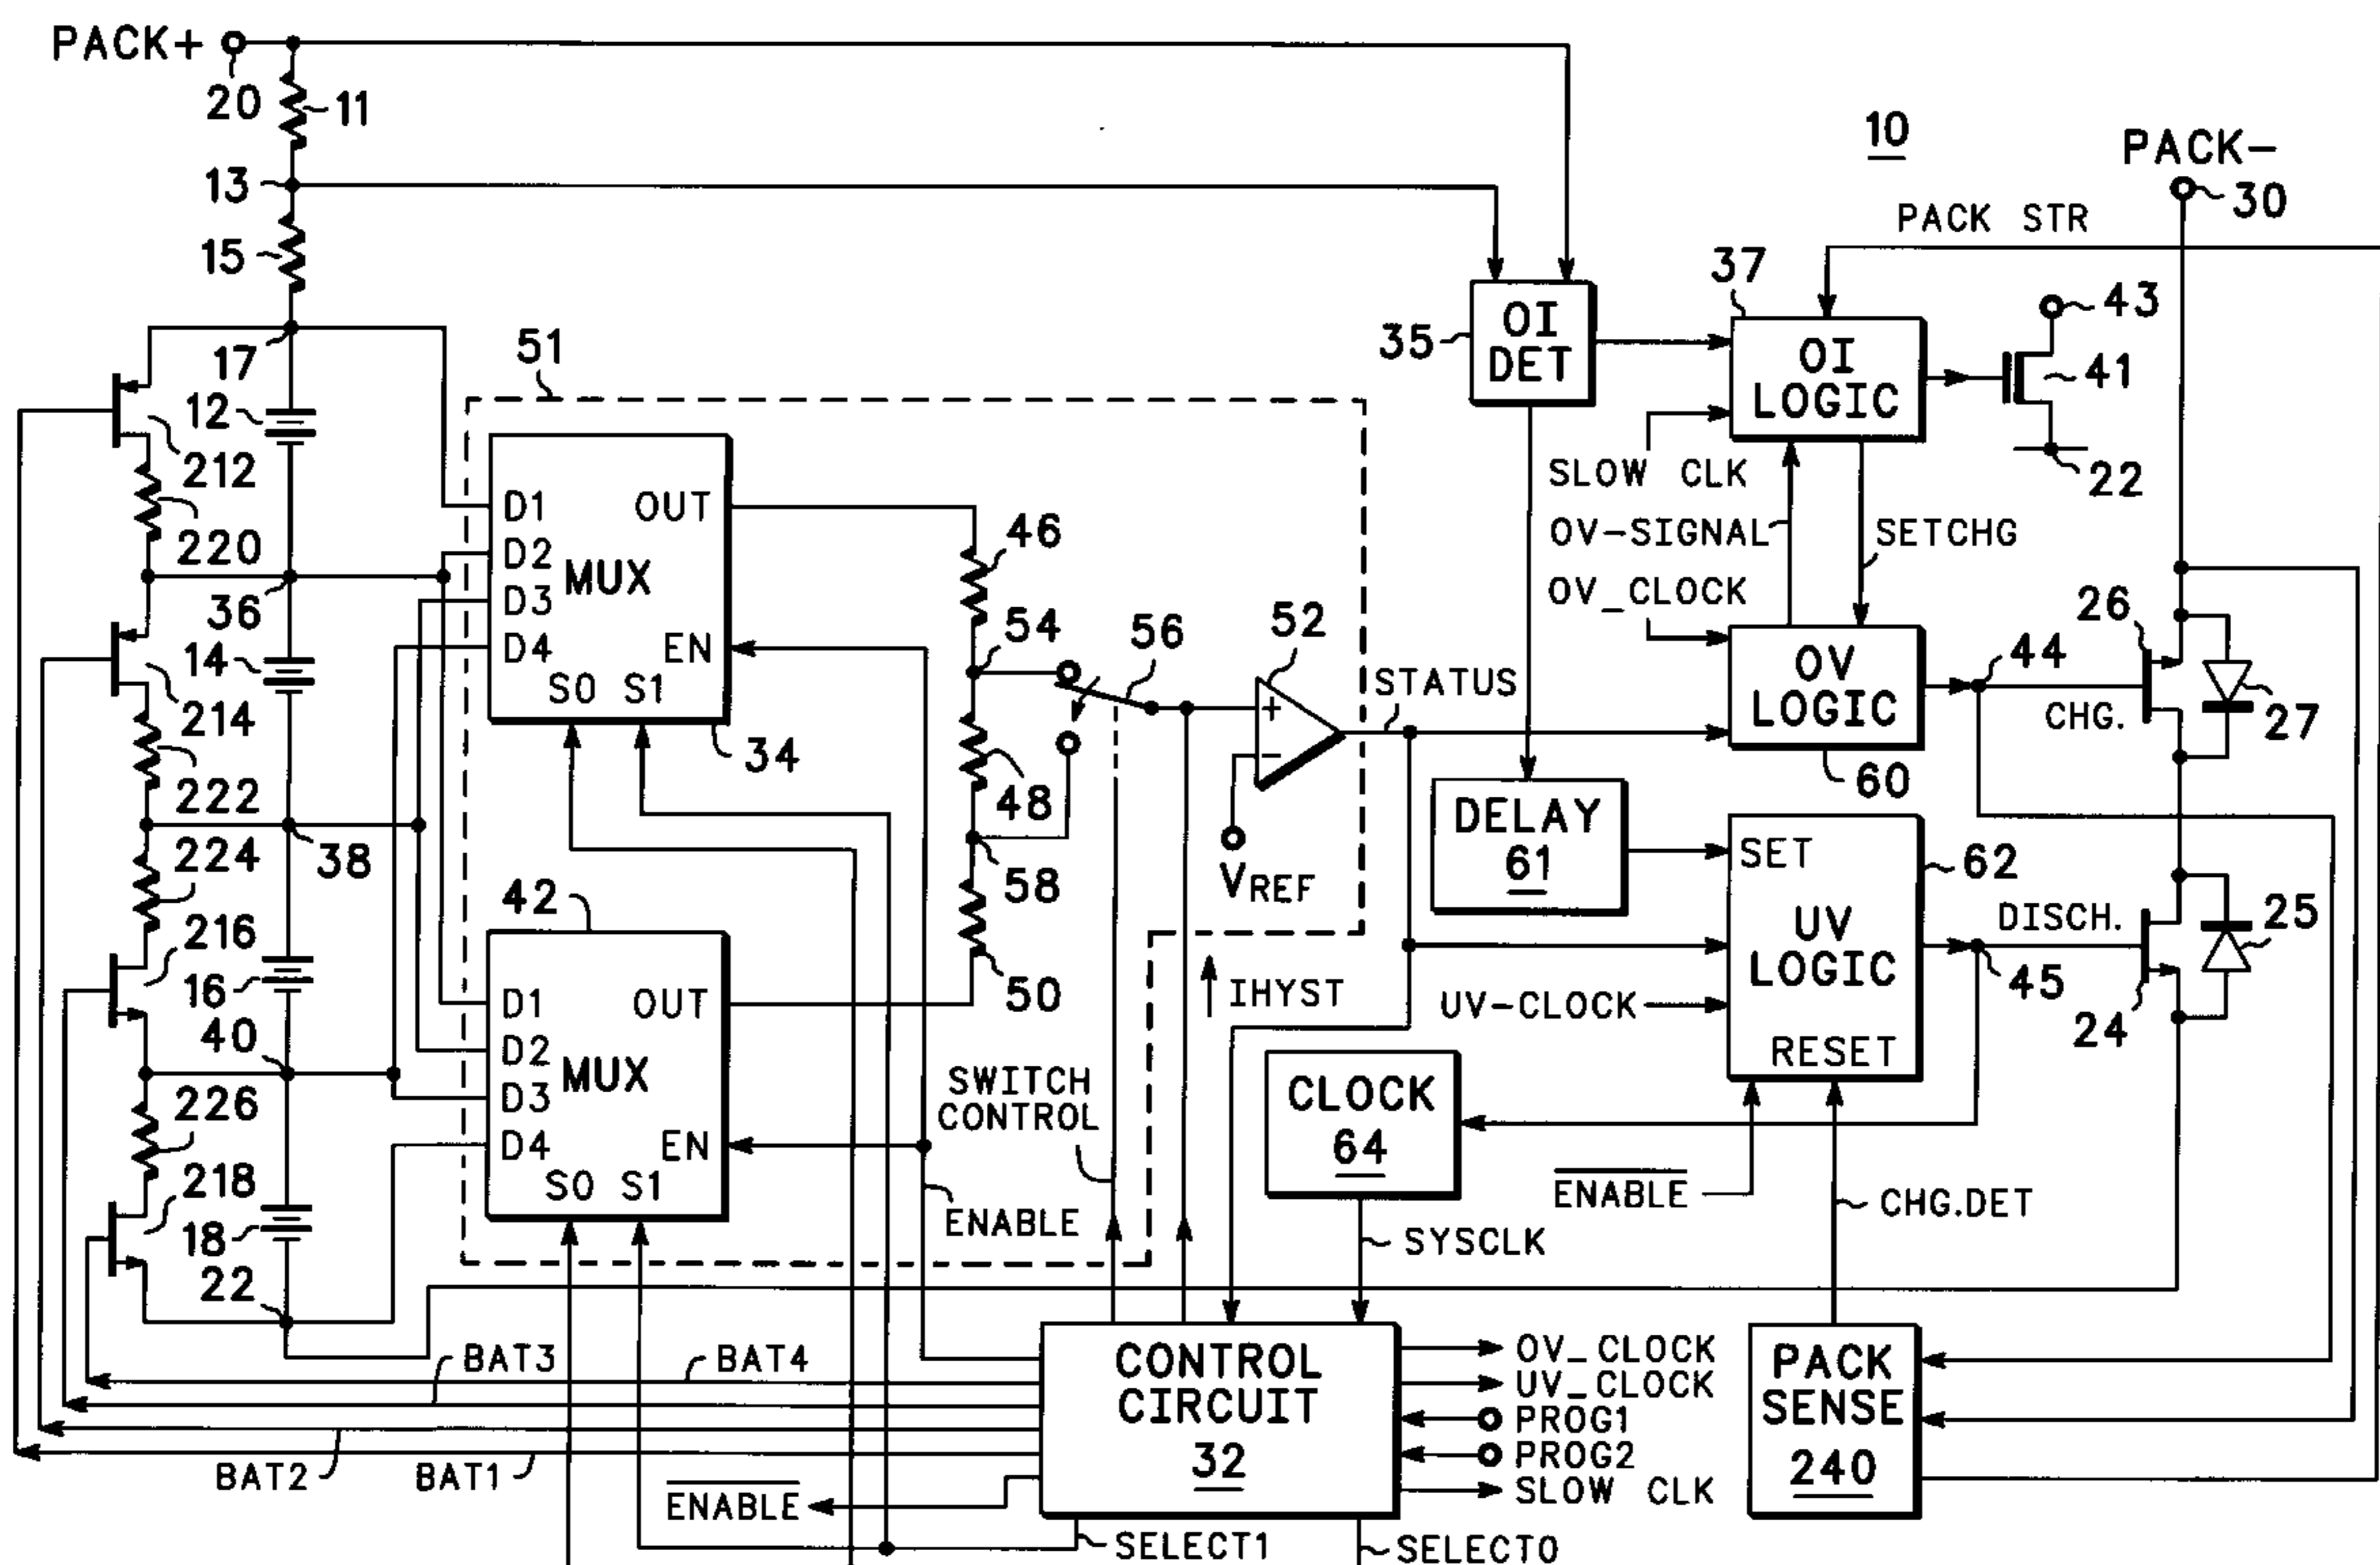 PACK+
20
11
10
PACK-
13
30
PACK STR
15
37
43
17
51
35
OI
DET
OI
LOGIC
41
12
212
SLOW CLK
22
D1
OUT
46
OV-SIGNAL
SETCHG
220
D2
MUX
36
D3
54
56
52
OV_CLOCK
26
14
D4
EN
STATUS
OV
LOGIC
44
S0 S1
214
CHG.
27
34
222
48
60
DELAY
61
38
224
58
VREF
SET
62
42
216
UV
LOGIC
DISCH.
25
16
D1
OUT
50
IHYST
UV-CLOCK
45
40
D2
24
MUX
RESET
D3
226
SWITCH
CONTROL
CLOCK
64
D4
EN
218
S0 S1
ENABLE
ENABLE
CHG.DET
18
SYSCLK
22
BAT3
BAT4
CONTROL
CIRCUIT
32
OV_CLOCK
UV_CLOCK
PROG1
PROG2
SLOW CLK
PACK
SENSE
240
BAT2
BAT1
ENABLE
SELECT1
SELECT0